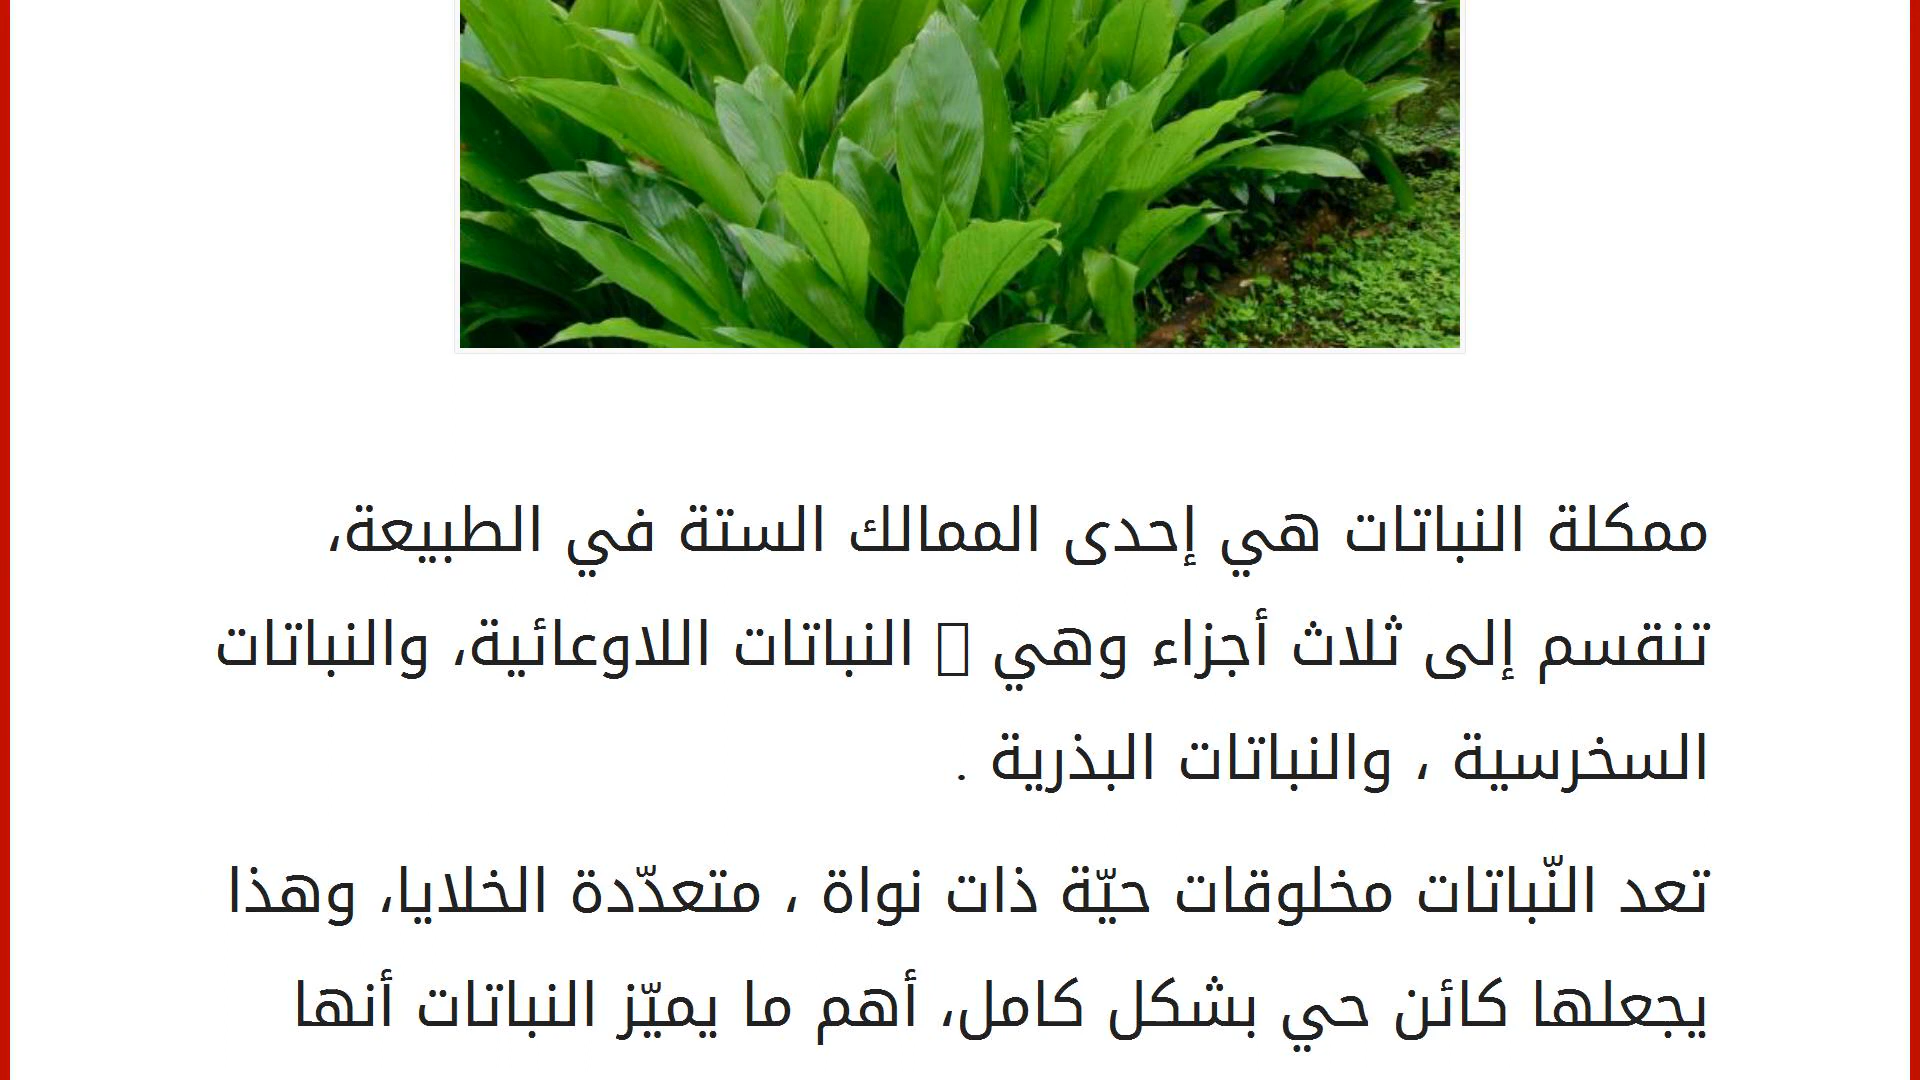 ممكلة النباتات هي إحدى الممالك الستة في الطبيعة،
تنقسم إلى ثلاث أجزاء وهي  النباتات اللاوعائية، والنباتات
السخرسية ، والنباتات البذرية .
تعد النّباتات مخلوقات حيّة ذات نواة ، متعدّدة الخلايا، وهذا
يجعلها كائن حي بشكل كامل، أهم ما يميّز النباتات أنها